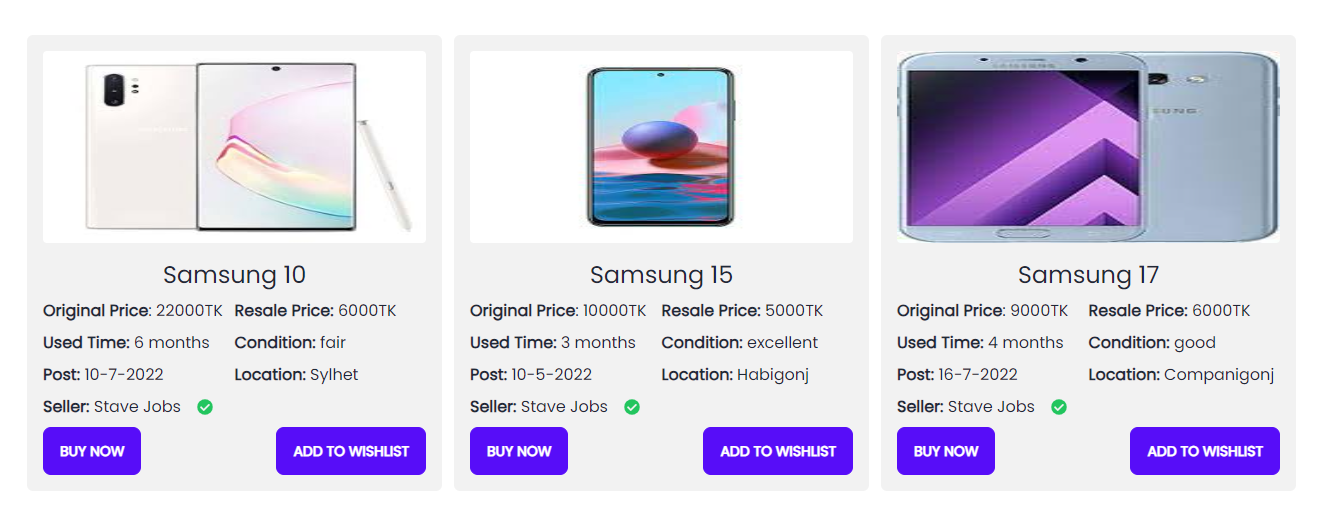 Samsung 10
Original Price: 22000TK Resale Price: 6000TK
Used Time: 6 months Condition: fair
Post: 10-7-2022 Location: Sylhet
Seller: Stave Jobs
BUY NOW ADD TO WISHLIST
Samsung 15
Original Price: 10000TK Resale Price: 5000TK
Used Time: 3 months Condition: excellent
Post: 10-5-2022 Location: Habigonj
Seller: Stave Jobs
BUY NOW ADD TO WISHLIST
SAMSUNG
SUNG
Samsung 17
Original Price: 9000TK Resale Price: 6000TK
Used Time: 4 months Condition: good
Post: 16-7-2022 Location: Companigonj
Seller: Stave Jobs
BUY NOW ADD TO WISHLIST